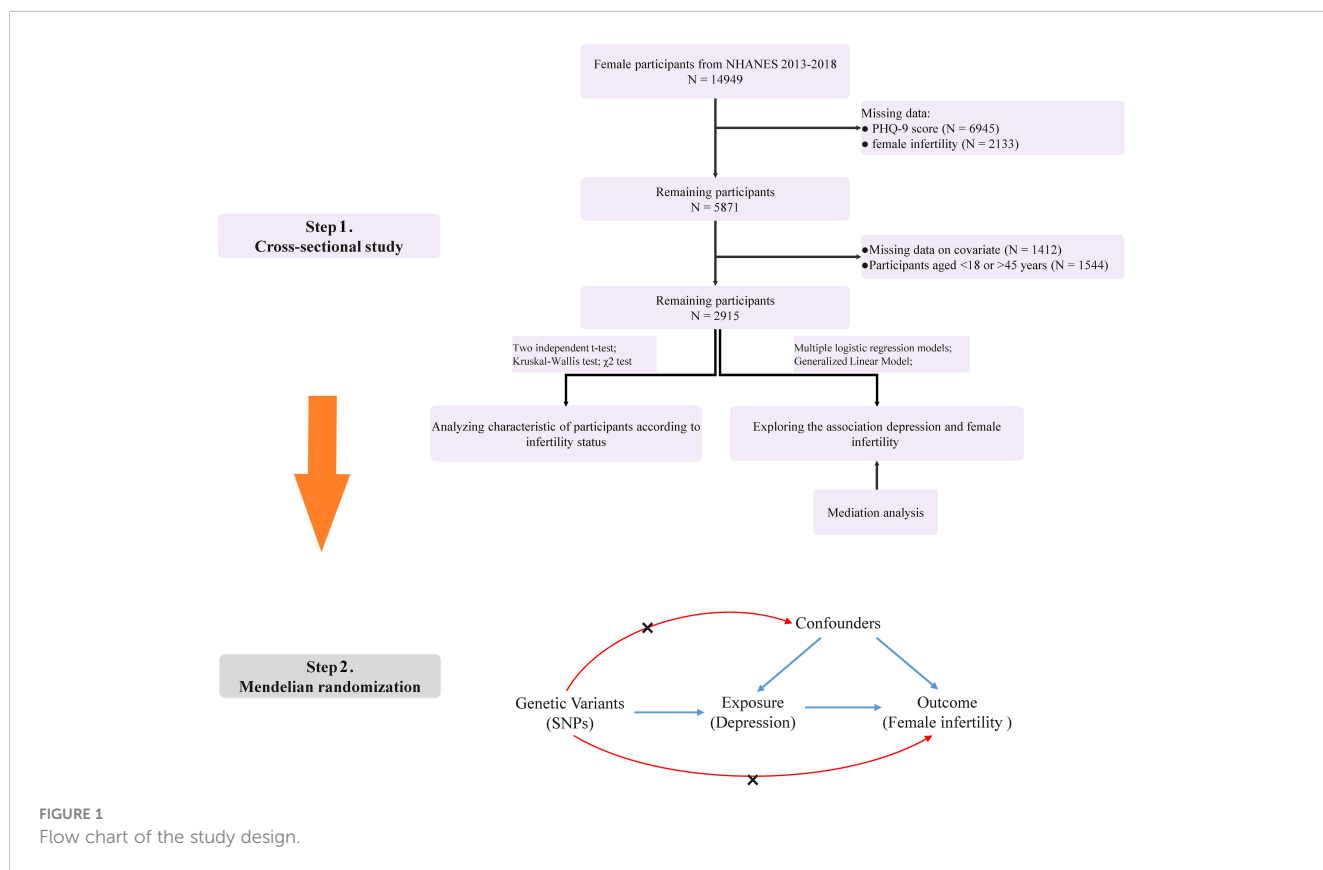 Female participants from NHANES 2013-2018
N = 14949
Missing data:
● PHQ-9 score (N = 6945)
● female infertility (N = 2133)
Remaining participants
N = 5871
Step 1.
Cross-sectional study
●Missing data on covariate (N = 1412)
●Participants aged <18 or >45 years (N = 1544)
Remaining participants
N = 2915
Two independent t-test;
Kruskal-Wallis test; χ2 test
Multiple logistic regression models;
Generalized Linear Model;
Analyzing characteristic of participants according to
infertility status
Exploring the association depression and female
infertility
Mediation analysis
Step 2.
Mendelian randomization
Confounders
Genetic Variants
(SNPs)
Exposure
(Depression)
Outcome
(Female infertility )
FIGURE 1
Flow chart of the study design.